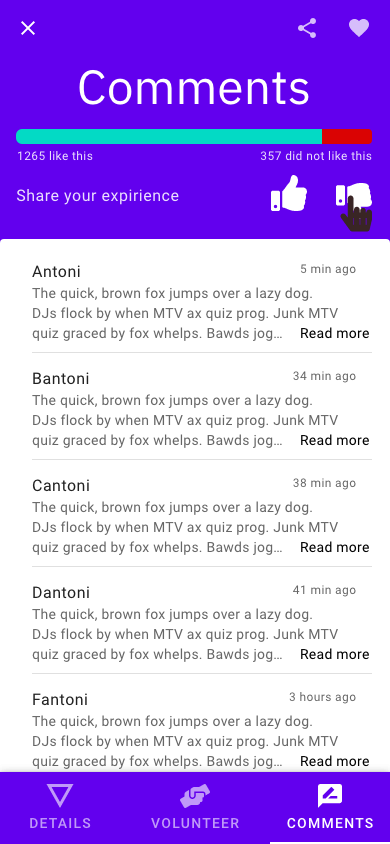 Comments
1265 like this
357 did not like this
Share your expirience
Antoni
5 min ago
The quick, brown fox jumps over a lazy dog.
DJs flock by when MTV ax quiz prog. Junk MTV
quiz graced by fox whelps. Bawds jog... Read more
Bantoni
34 min ago
The quick, brown fox jumps over a lazy dog.
DJs flock by when MTV ax quiz prog. Junk MTV
quiz graced by fox whelps. Bawds jog... Read more
Cantoni
38 min ago
The quick, brown fox jumps over a lazy dog.
DJs flock by when MTV ax quiz prog. Junk MTV
quiz graced by fox whelps. Bawds jog... Read more
Dantoni
41 min ago
The quick, brown fox jumps over a lazy dog.
DJs flock by when MTV ax quiz prog. Junk MTV
quiz graced by fox whelps. Bawds jog... Read more
Fantoni
3 hours ago
The quick, brown fox jumps over a lazy dog.
DJs flock by when MTV ax quiz prog. Junk MTV
quiz graced by fox whelps. Bawds jog... Read more
DETAILS
VOLUNTEER
COMMENTS